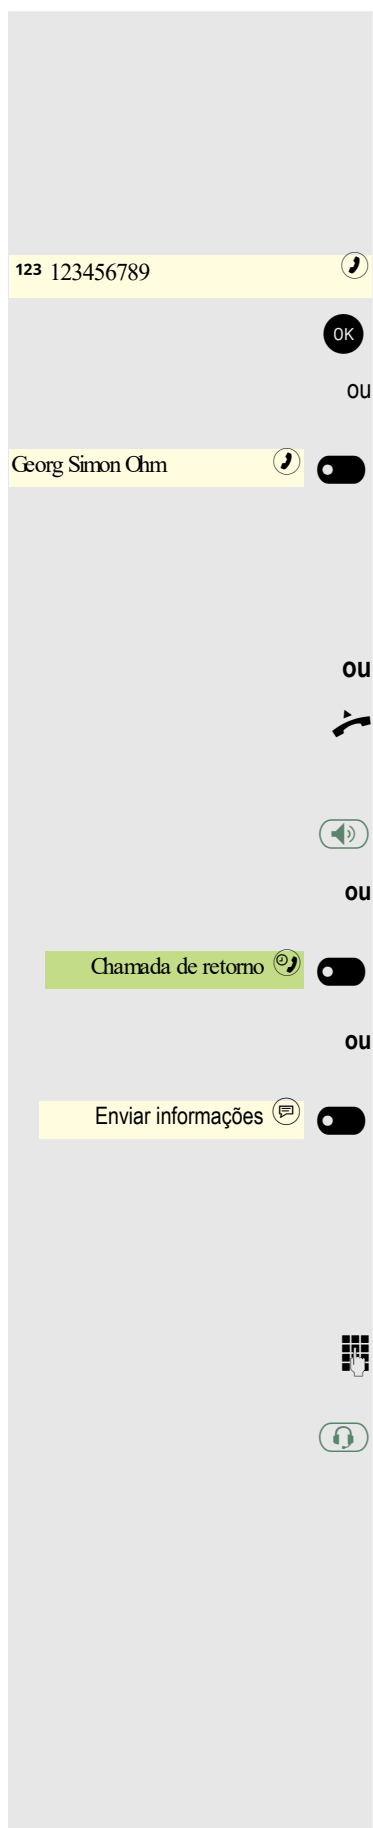 123 123456789
OK
ou
Georg Simon Ohm
ou
ou
Chamada de retorno
ou
Enviar informações